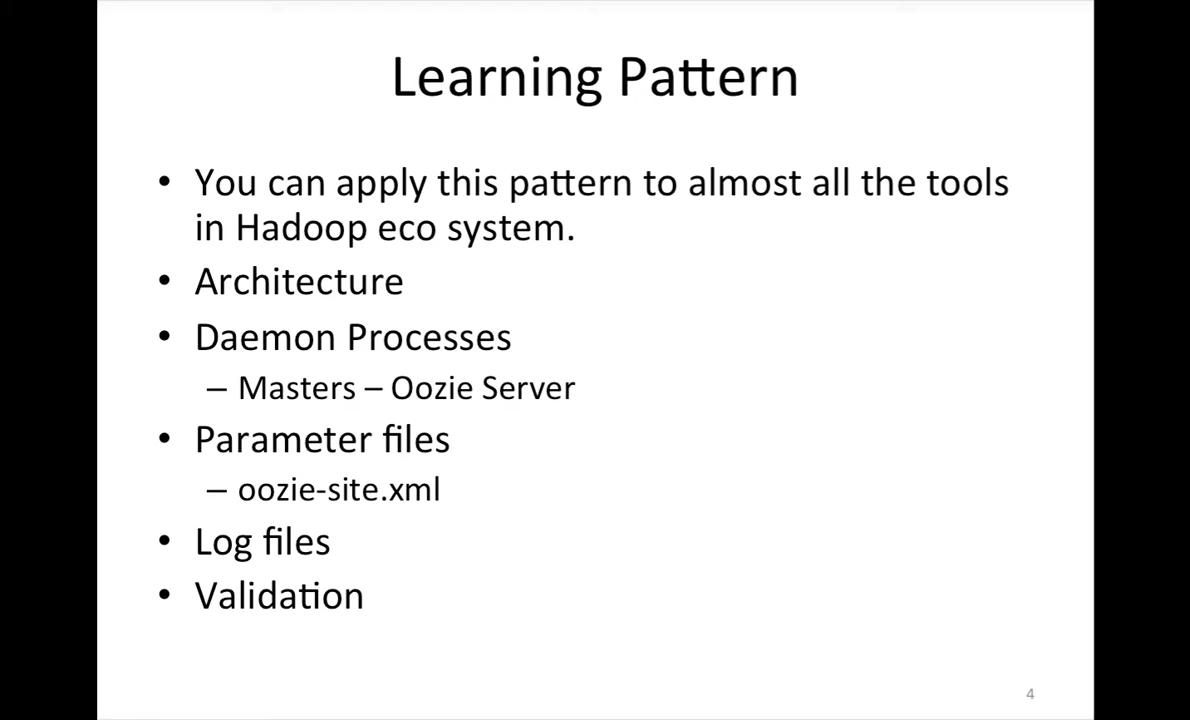 Learning Pattern
• You can apply this pattern to almost all the tools
in Hadoop eco system.
• Architecture
• Daemon Processes
– Masters – Oozie Server
• Parameter files
– oozie-site.xml
• Log files
• Validation
4